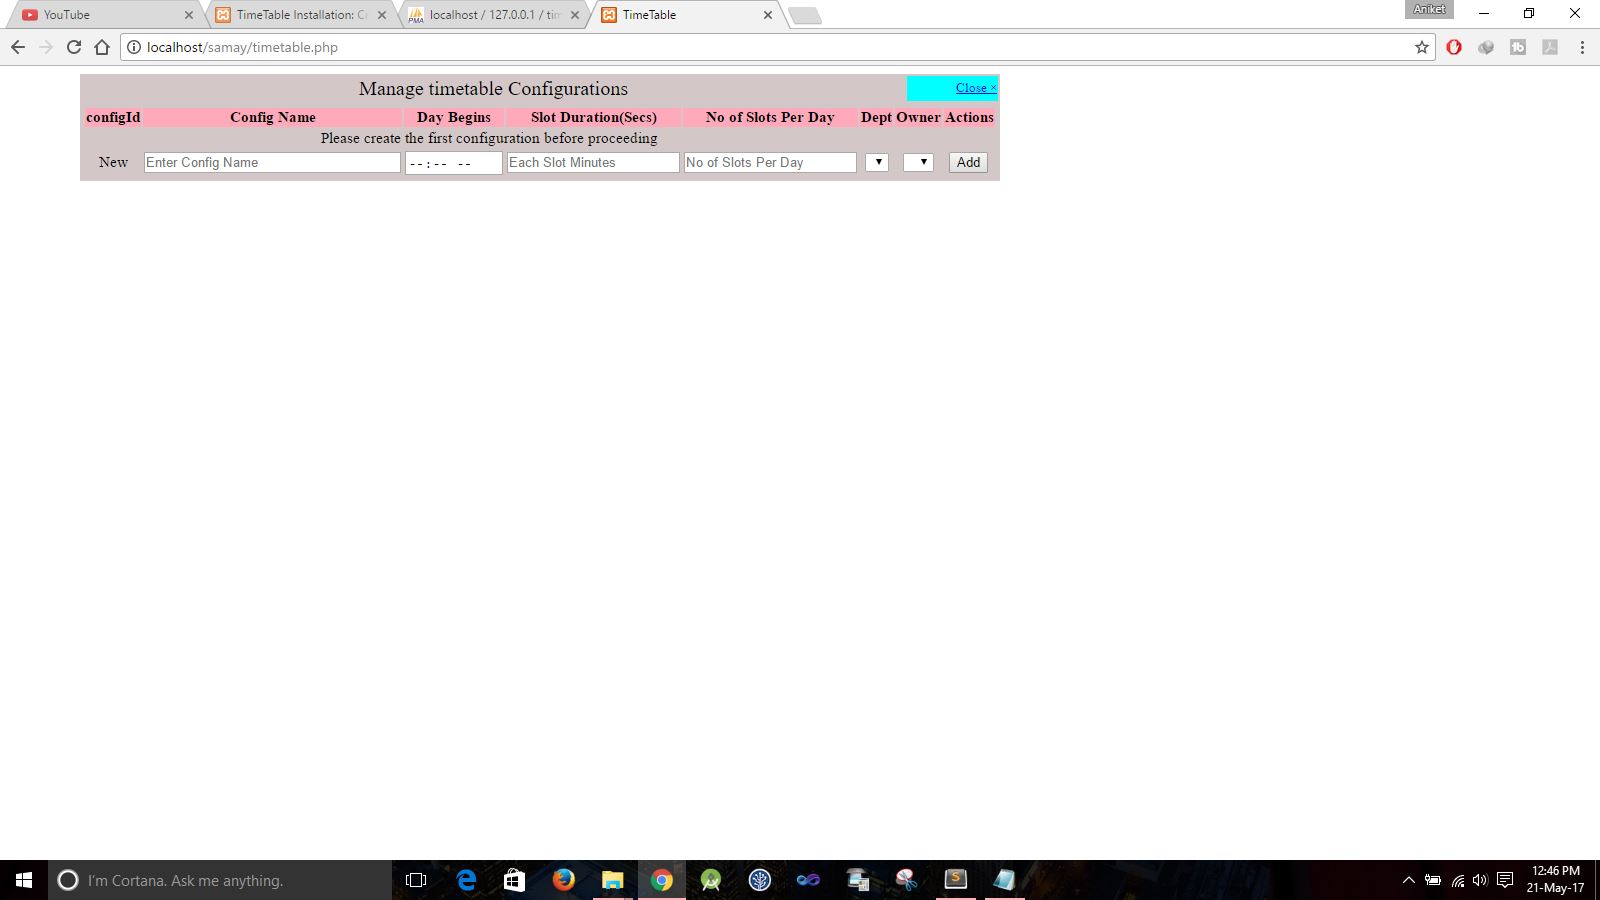 YouTube
TimeTable Installation: Cr
localhost / 127.0.0.1 / tim
TimeTable
Aniket
localhost/samay/timetable.php
Manage timetable Configurations
Close ×
configId Config Name Day Begins Slot Duration(Secs) No of Slots Per Day Dept Owner Actions
Please create the first configuration before proceeding
New Enter Config Name --:-- -- Each Slot Minutes No of Slots Per Day Add
I'm Cortana. Ask me anything.
12:46 PM
21-May-17